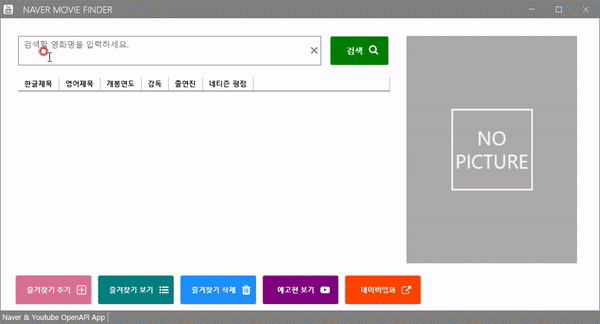 NAVER MOVIE FINDER
검색할 영화명을 입력하세요.
검색
한글제목 영어제목 개봉연도 감독 출연진 네티즌 평점
NO
PICTURE
즐겨찾기 추가 즐겨찾기 보기 즐겨찾기 삭제 예고편 보기 네이버영화
Naver & Youtube OpenAPI App